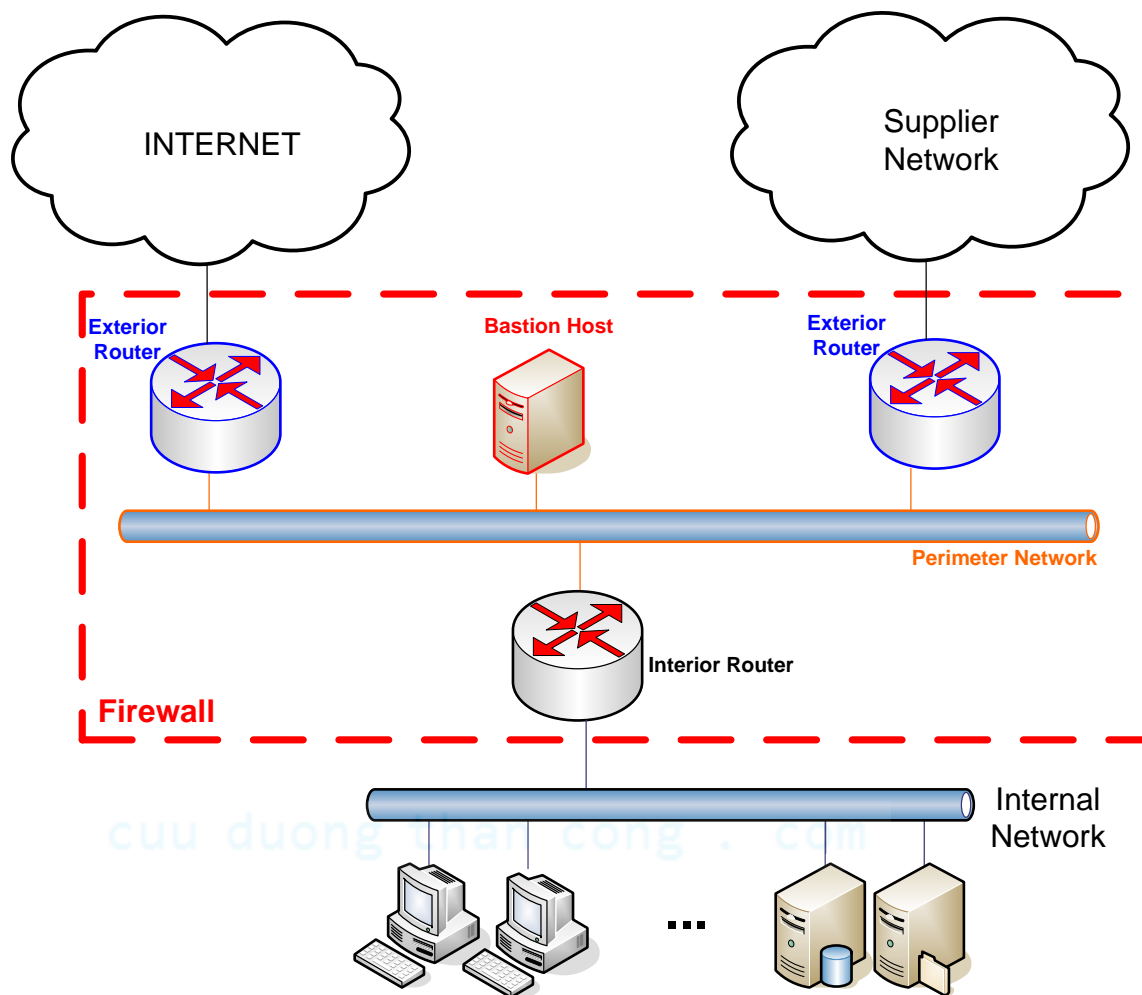 INTERNET
Supplier
Network
Exterior
Router
Bastion Host
Exterior
Router
Perimeter Network
Interior Router
Firewall
Internal
Network
cuu duong than cong . com
...